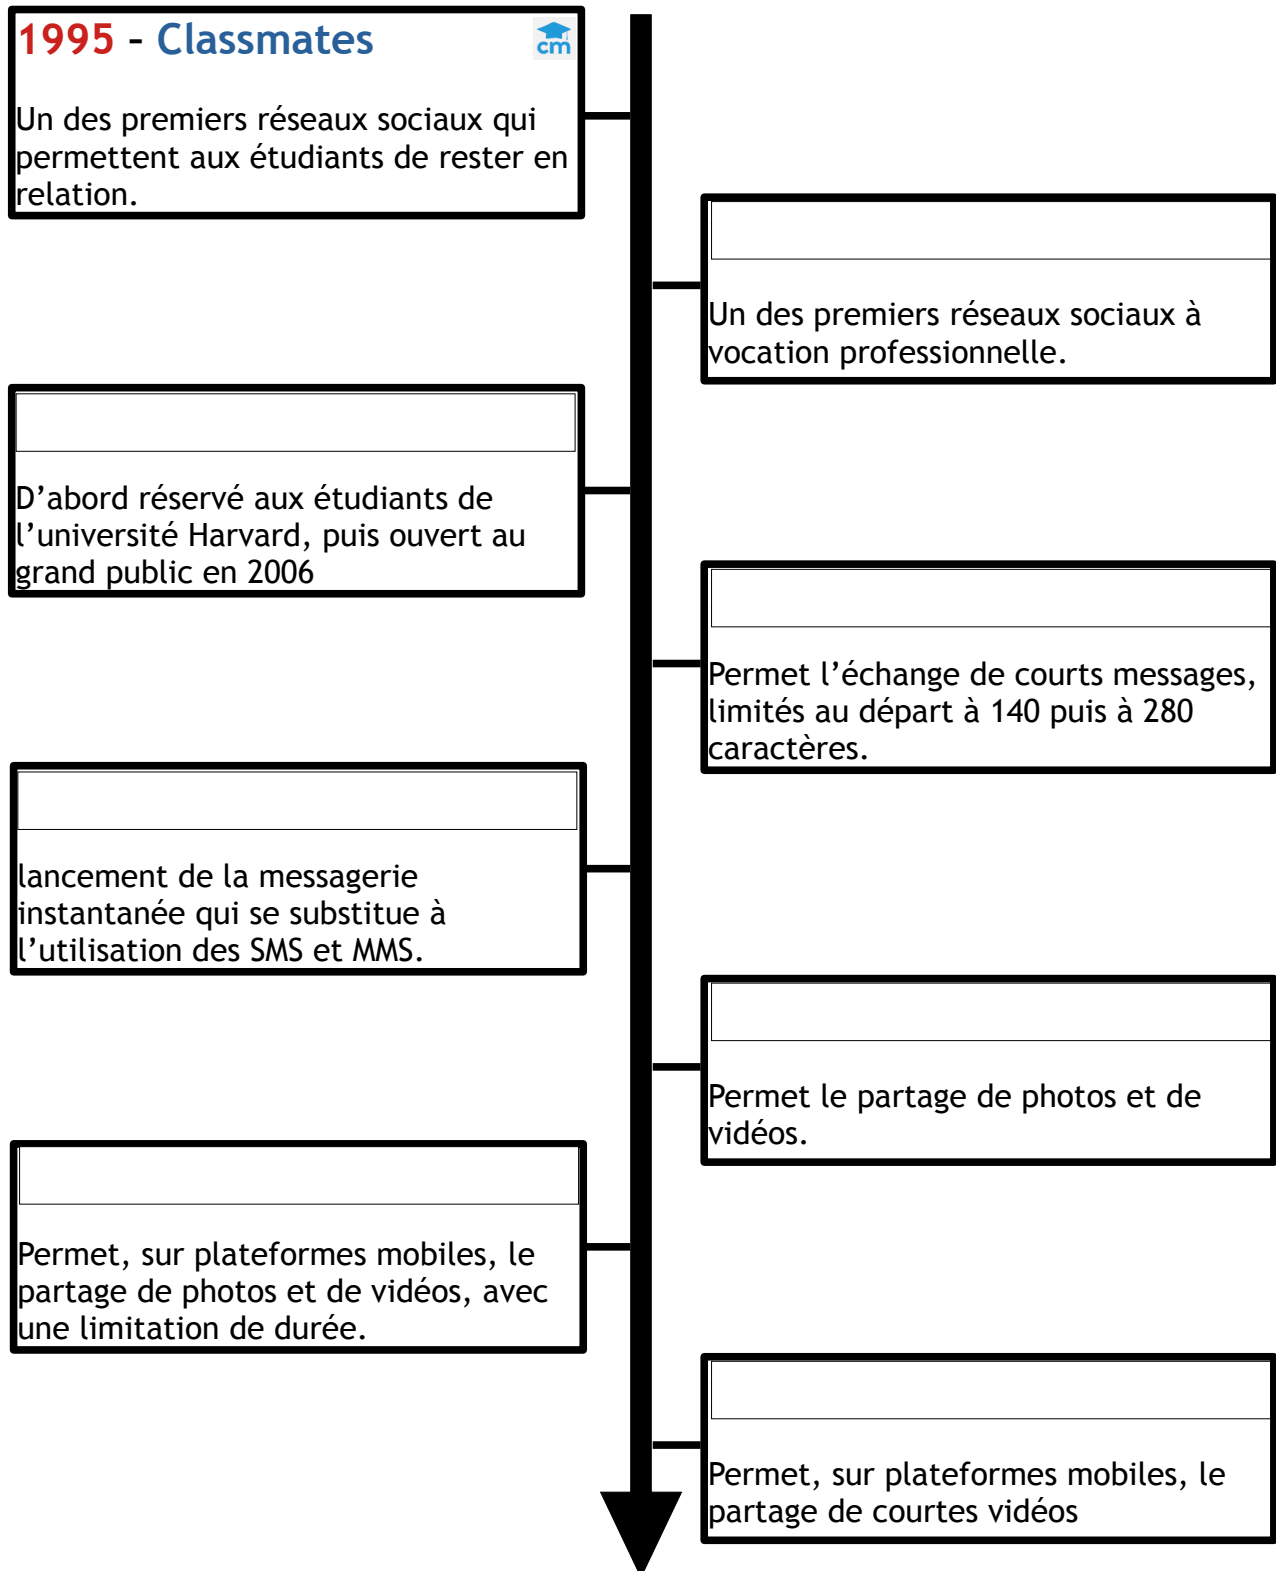 1995 – Classmates
cm
Un des premiers réseaux sociaux qui
permettent aux étudiants de rester en
relation.
Un des premiers réseaux sociaux à
vocation professionnelle.
D’abord réservé aux étudiants de
l’université Harvard, puis ouvert au
grand public en 2006
Permet l’échange de courts messages,
limités au départ à 140 puis à 280
caractères.
lancement de la messagerie
instantanée qui se substitue à
l’utilisation des SMS et MMS.
Permet le partage de photos et de
vidéos.
Permet, sur plateformes mobiles, le
partage de photos et de vidéos, avec
une limitation de durée.
Permet, sur plateformes mobiles, le
partage de courtes vidéos